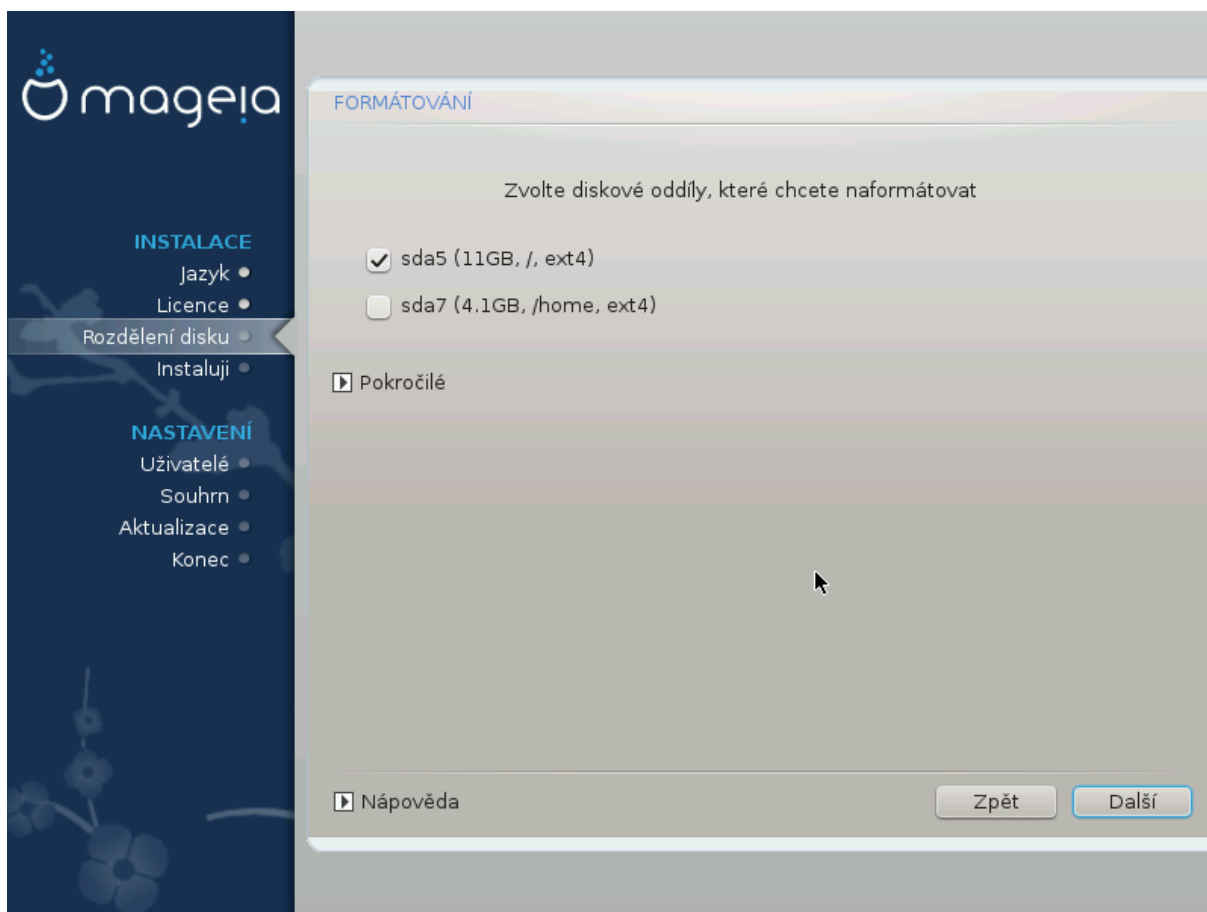 mageia
INSTALACE
Jazyk
Licence
Rozdělení disku
Instaluji
NASTAVENÍ
Uživatelé
Souhrn
Aktualizace
Konec
FORMÁTOVÁNÍ
Zvolte diskové oddíly, které chcete naformátovat
sda5 (11GB, /, ext4)
sda7 (4.1GB, /home, ext4)
Pokročilé
Nápověda
Zpět
Další